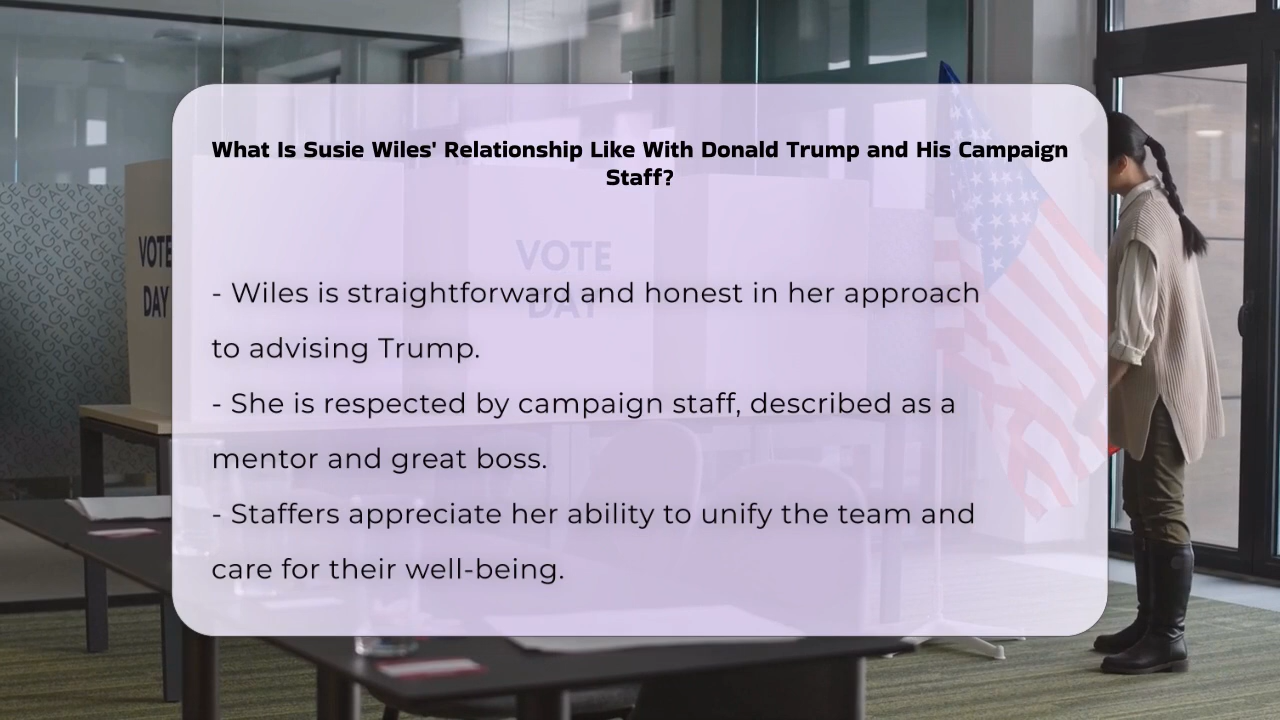 What Is Susie Wiles' Relationship Like With Donald Trump and His Campaign
Staff?
VOTE
DAY
VOTE
DAY
- Wiles is straightforward and honest in her approach
to advising Trump.
- She is respected by campaign staff, described as a
mentor and great boss.
- Staffers appreciate her ability to unify the team and
care for their well-being.